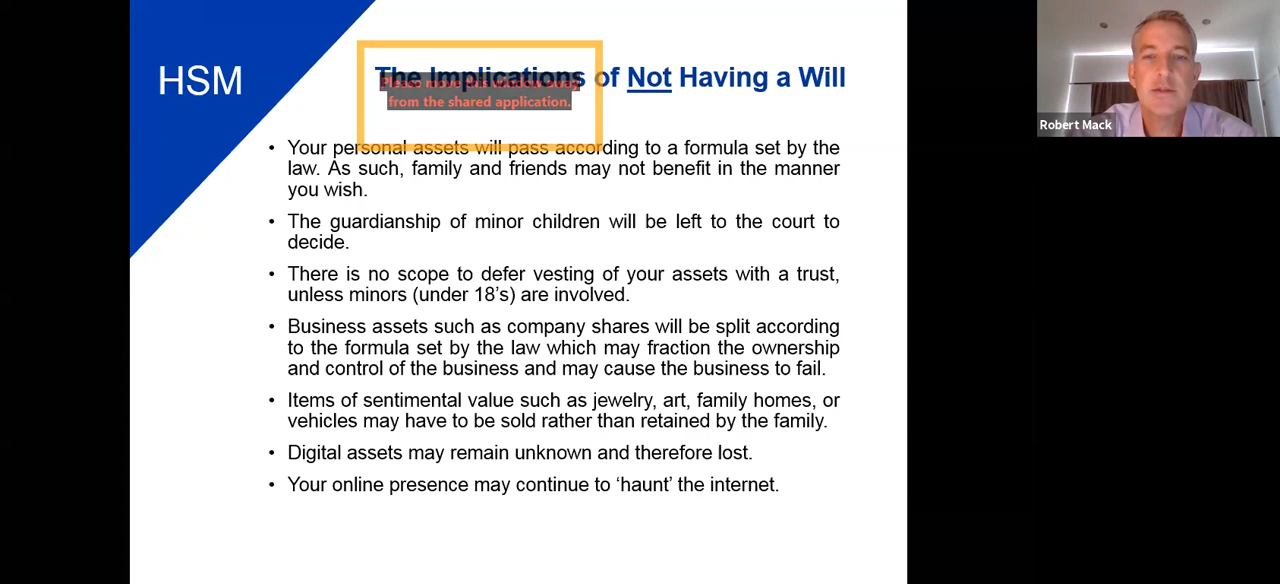 HSM
The Implications of Not Having a Will
Please move this window away
from the shared application.
• Your personal assets will pass according to a formula set by the
law. As such, family and friends may not benefit in the manner
you wish.
• The guardianship of minor children will be left to the court to
decide.
• There is no scope to defer vesting of your assets with a trust,
unless minors (under 18’s) are involved.
• Business assets such as company shares will be split according
to the formula set by the law which may fraction the ownership
and control of the business and may cause the business to fail.
• Items of sentimental value such as jewelry, art, family homes, or
vehicles may have to be sold rather than retained by the family.
• Digital assets may remain unknown and therefore lost.
• Your online presence may continue to ‘haunt’ the internet.
Robert Mack